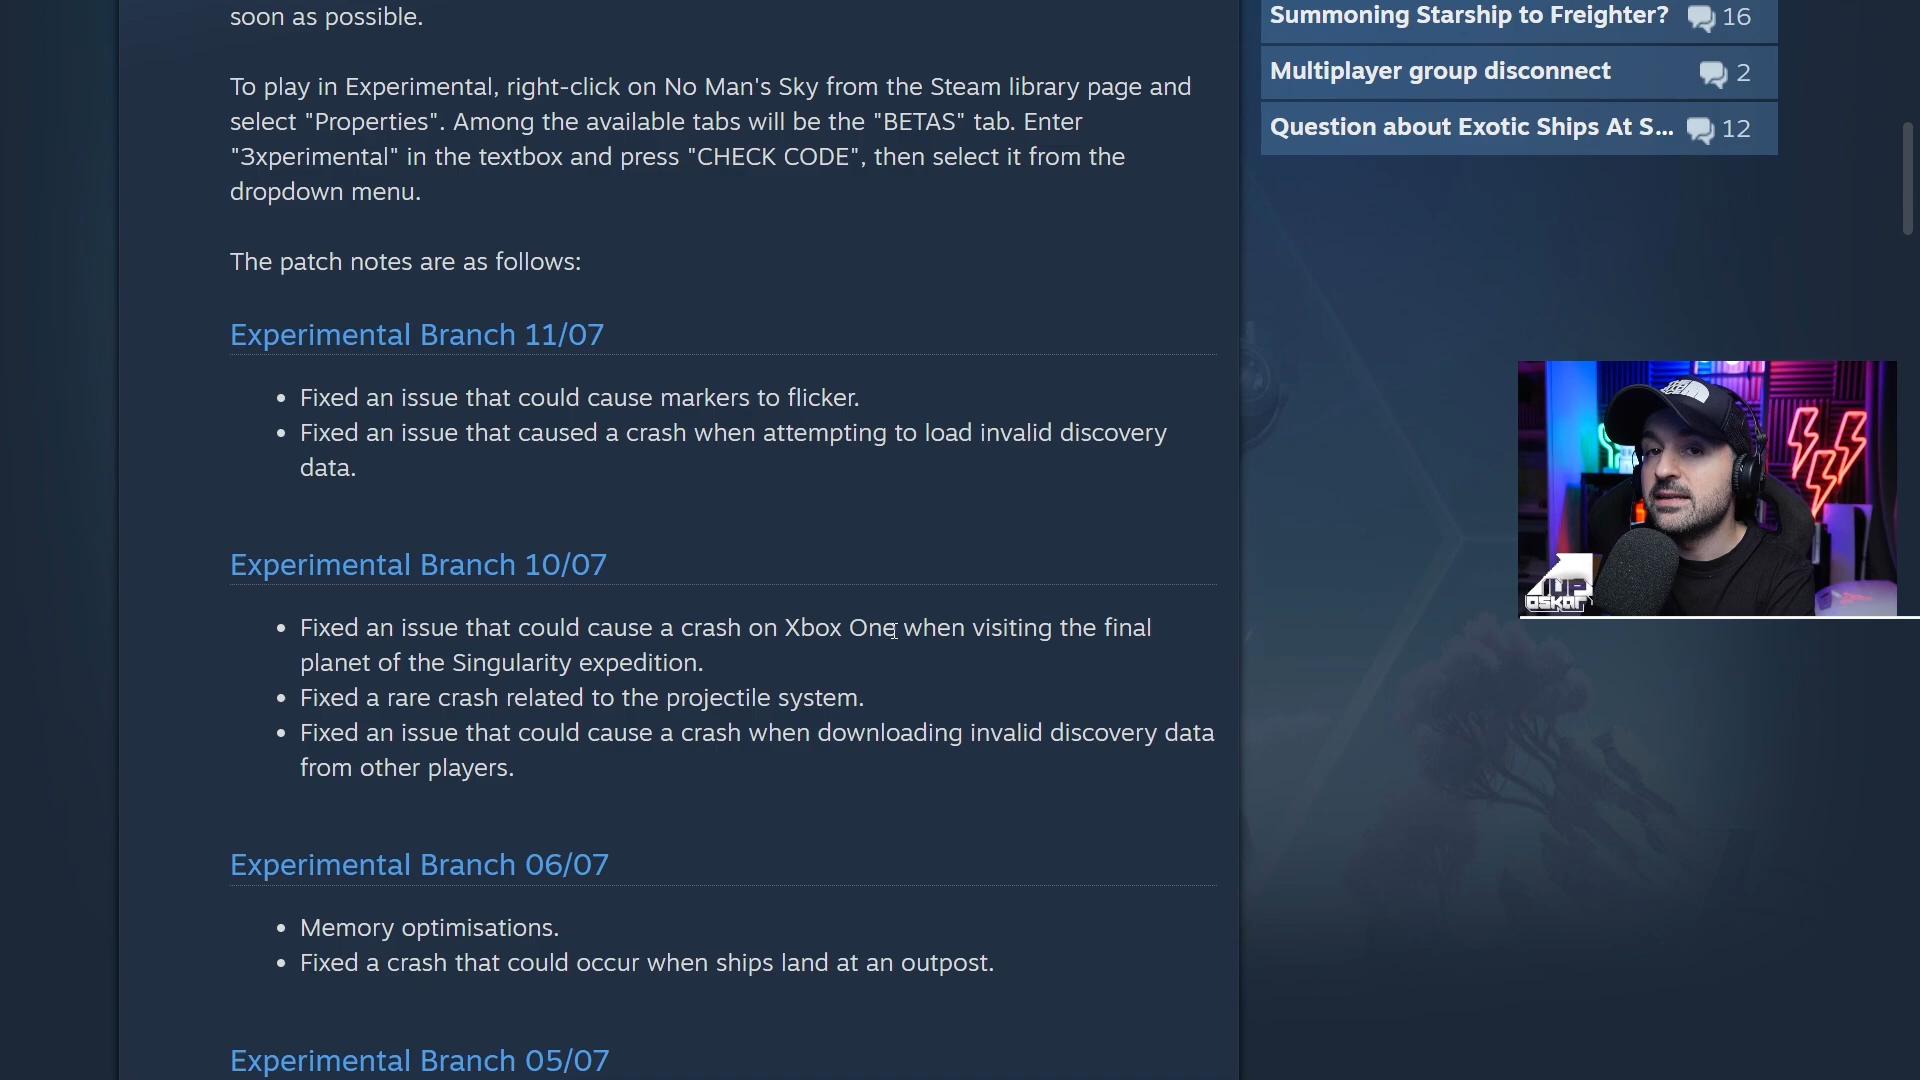 soon as possible.
To play in Experimental, right-click on No Man's Sky from the Steam library page and
select "Properties". Among the available tabs will be the "BETAS" tab. Enter
"3xperimental" in the textbox and press "CHECK CODE", then select it from the
dropdown menu.
The patch notes are as follows:
Experimental Branch 11/07
• Fixed an issue that could cause markers to flicker.
• Fixed an issue that caused a crash when attempting to load invalid discovery
data.
Experimental Branch 10/07
• Fixed an issue that could cause a crash on Xbox One when visiting the final
planet of the Singularity expedition.
• Fixed a rare crash related to the projectile system.
• Fixed an issue that could cause a crash when downloading invalid discovery data
from other players.
Experimental Branch 06/07
• Memory optimisations.
• Fixed a crash that could occur when ships land at an outpost.
Experimental Branch 05/07
Summoning Starship to Freighter? 16
Multiplayer group disconnect 2
Question about Exotic Ships At S... 12
1UP
oskar